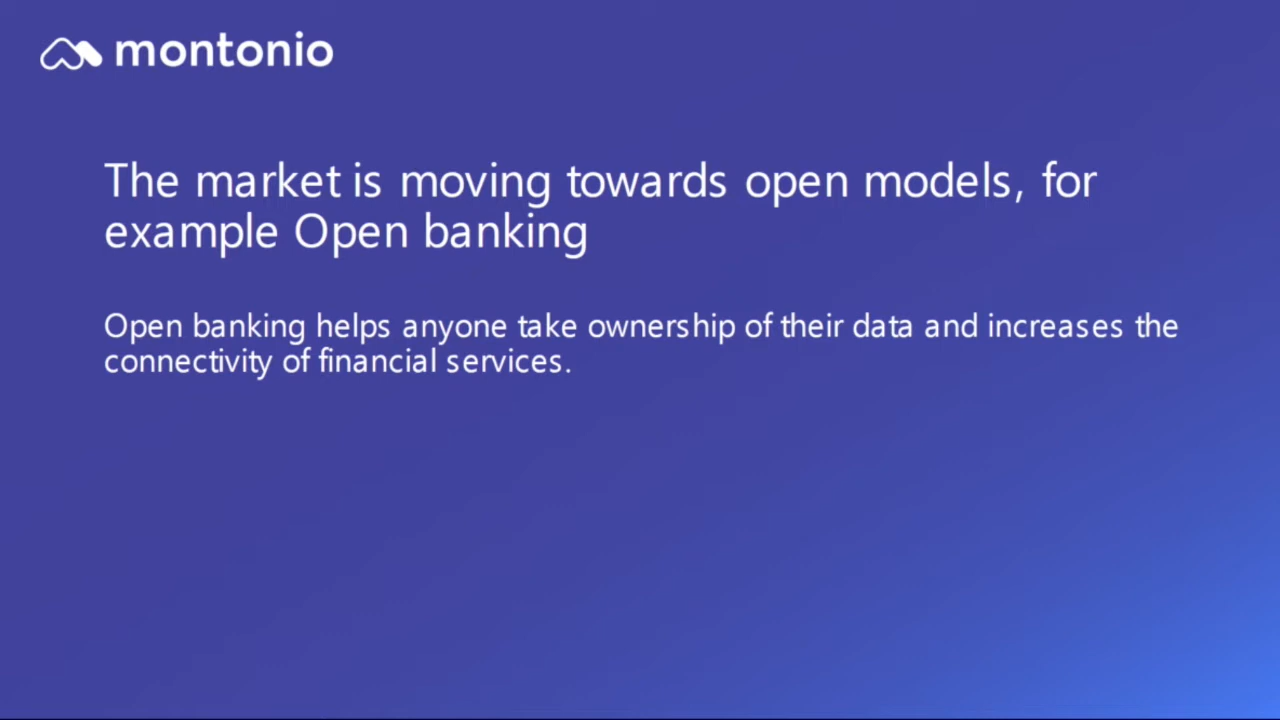 montonio
The market is moving towards open models, for
example Open banking
Open banking helps anyone take ownership of their data and increases the
connectivity of financial services.